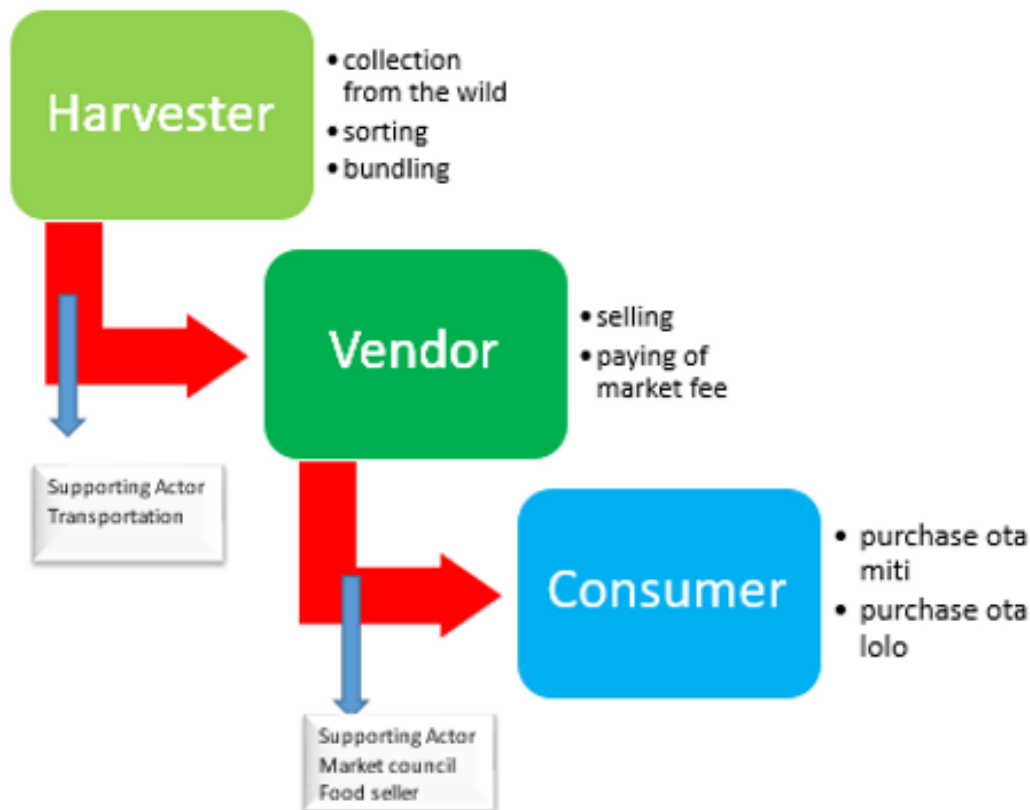 Harvester
• collection
from the wild
• sorting
• bundling
Vendor
• selling
• paying of
market fee
Supporting Actor
Transportation
Consumer
• purchase ota
miti
• purchase ota
lolo
Supporting Actor
Market council
Food seller